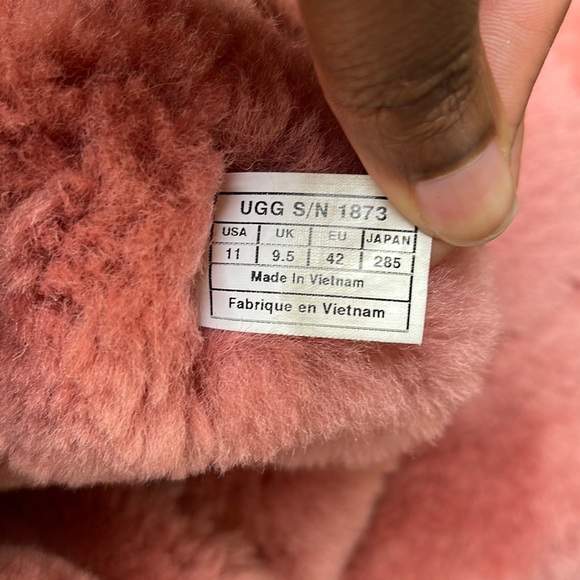 UGG S/N 1873
USA UK EU JAPAN
11 9.5 42 285
Made In Vietnam
Fabrique en Vietnam